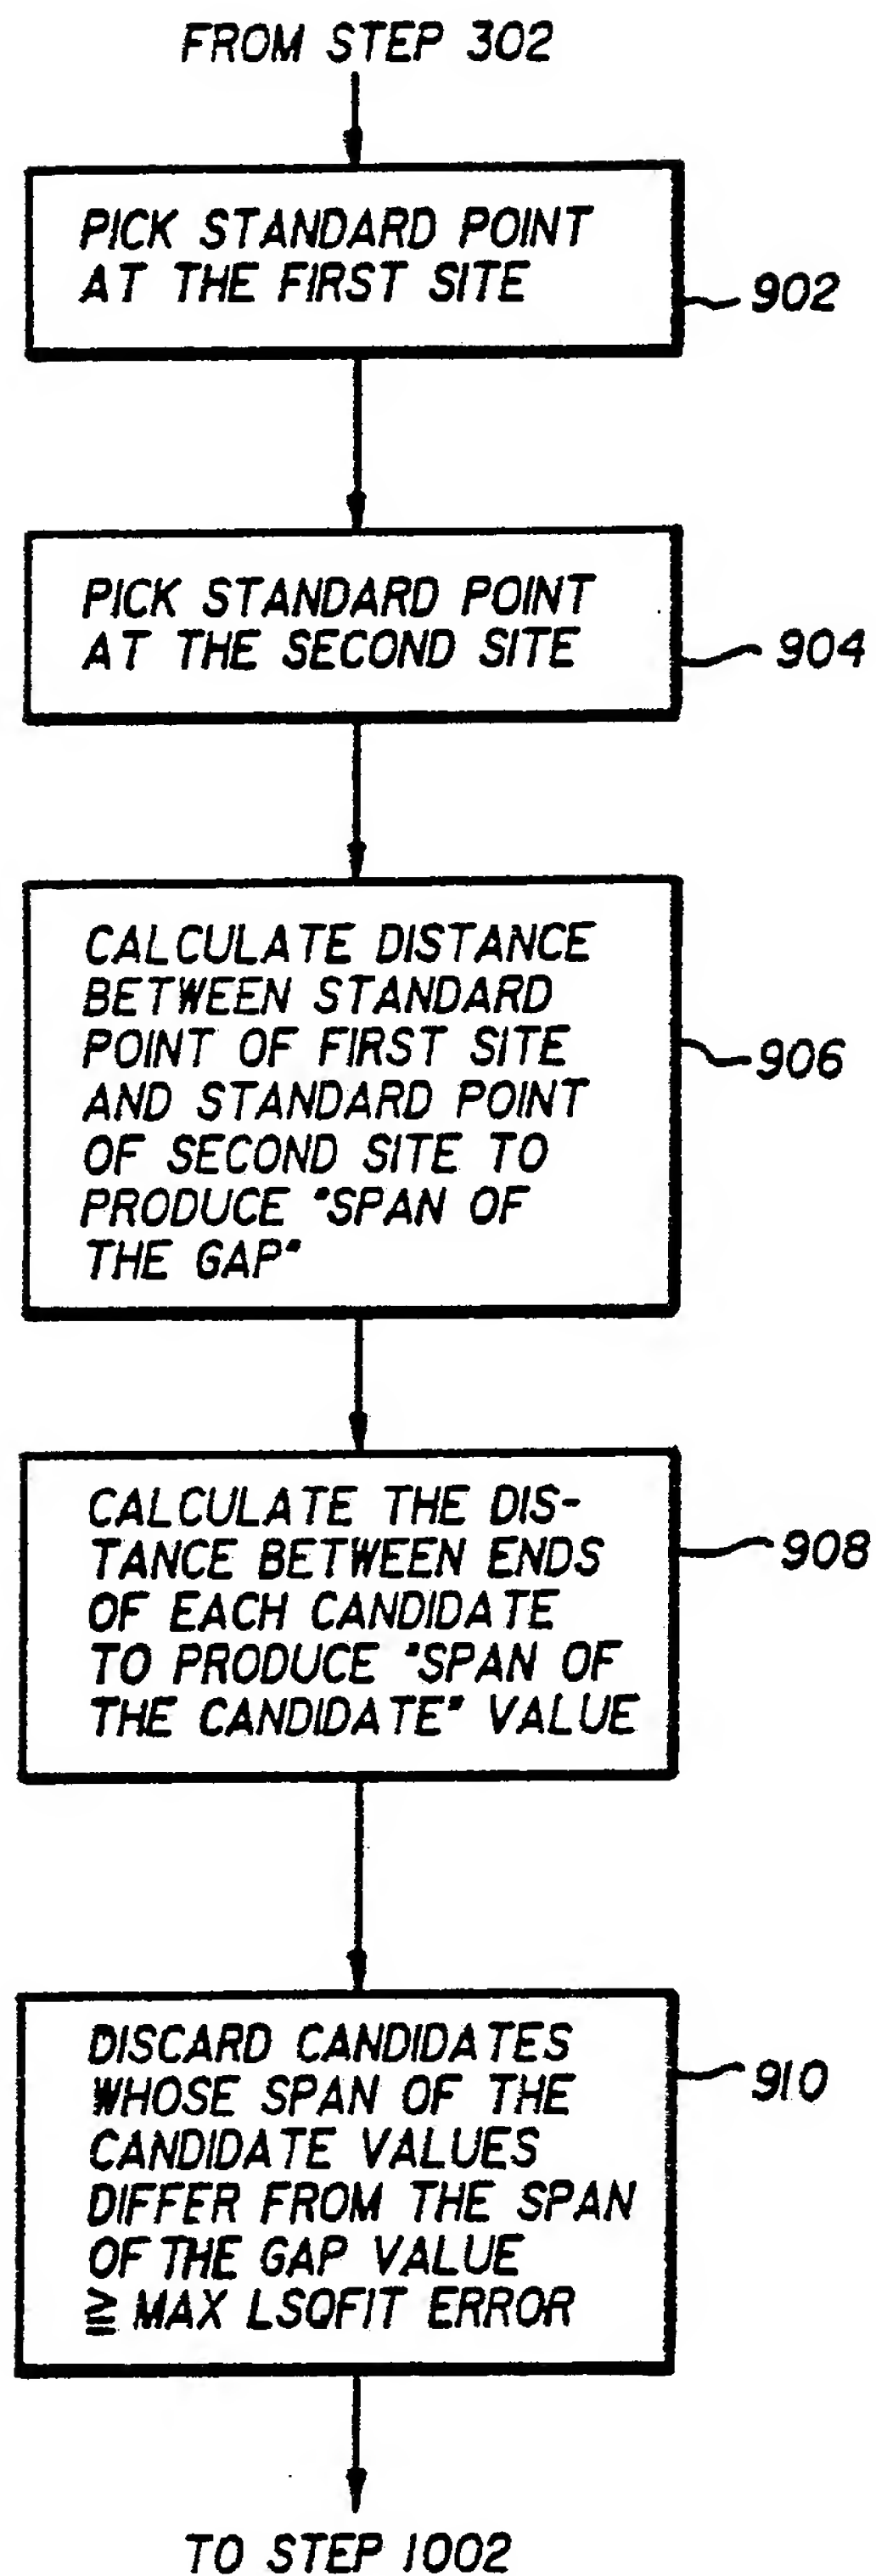 FROM STEP 302
PICK STANDARD POINT
AT THE FIRST SITE
902
PICK STANDARD POINT
AT THE SECOND SITE
904
CALCULATE DISTANCE
BETWEEN STANDARD
POINT OF FIRST SITE
AND STANDARD POINT
OF SECOND SITE TO
PRODUCE "SPAN OF
THE GAP"
906
CALCULATE THE DIS-
TANCE BETWEEN ENDS
OF EACH CANDIDATE
TO PRODUCE "SPAN OF
THE CANDIDATE" VALUE
908
DISCARD CANDIDATES
WHOSE SPAN OF THE
CANDIDATE VALUES
DIFFER FROM THE SPAN
OF THE GAP VALUE
≧ MAX LSQFIT ERROR
910
TO STEP 1002